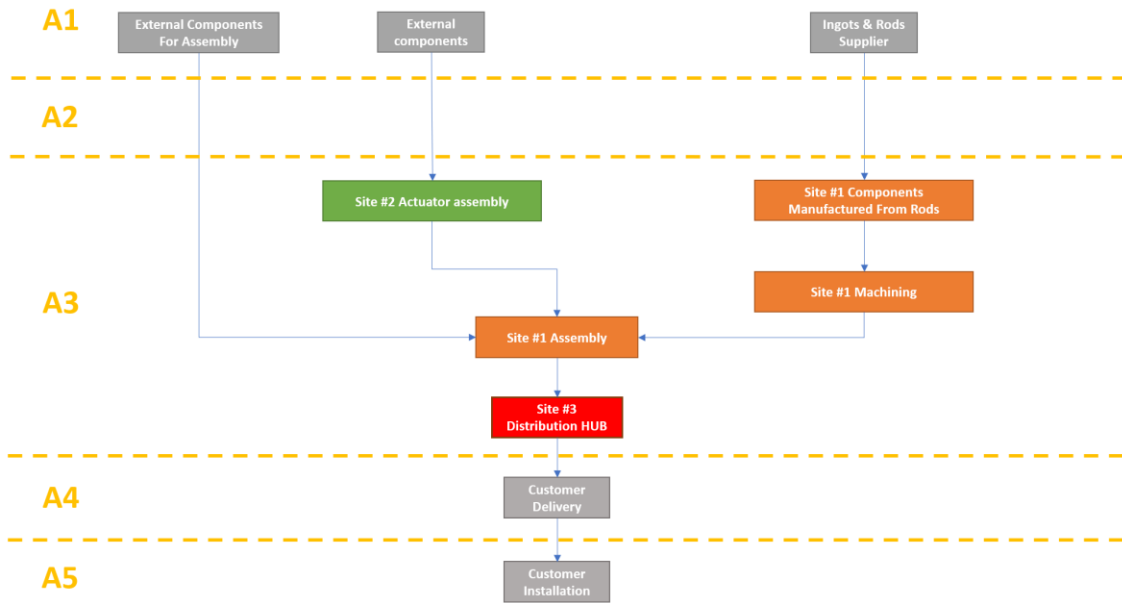 A1
External Components
For Assembly
External
components
Ingots & Rods
Supplier
A2
A3
Site #2 Actuator assembly
Site #1 Components
Manufactured From Rods
Site #1 Machining
Site #1 Assembly
Site #3
Distribution HUB
A4
Customer
Delivery
A5
Customer
Installation